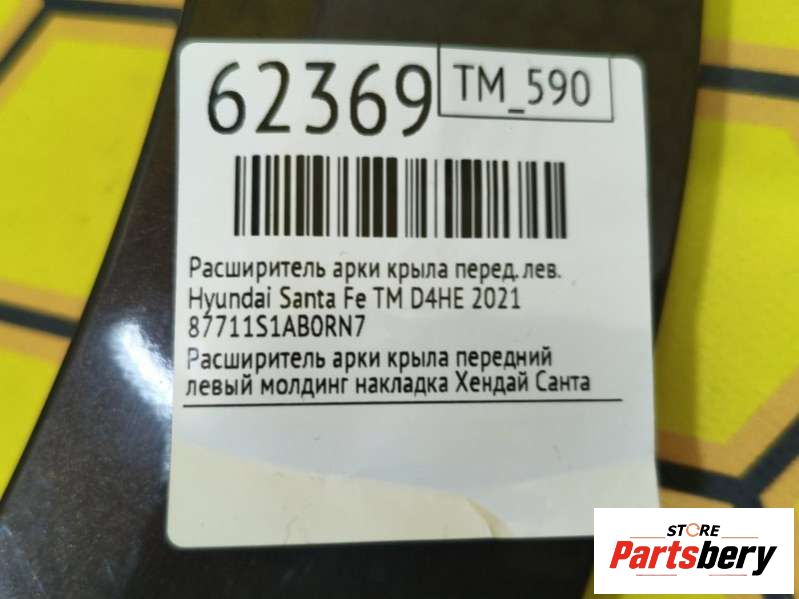 62369
TM_590
Расширитель арки крыла перед. лев.
Hyundai Santa Fe TM D4HE 2021
87711S1AB0RN7
Расширитель арки крыла передний
левый молдинг накладка Хендай Санта
STORE
Partsbery